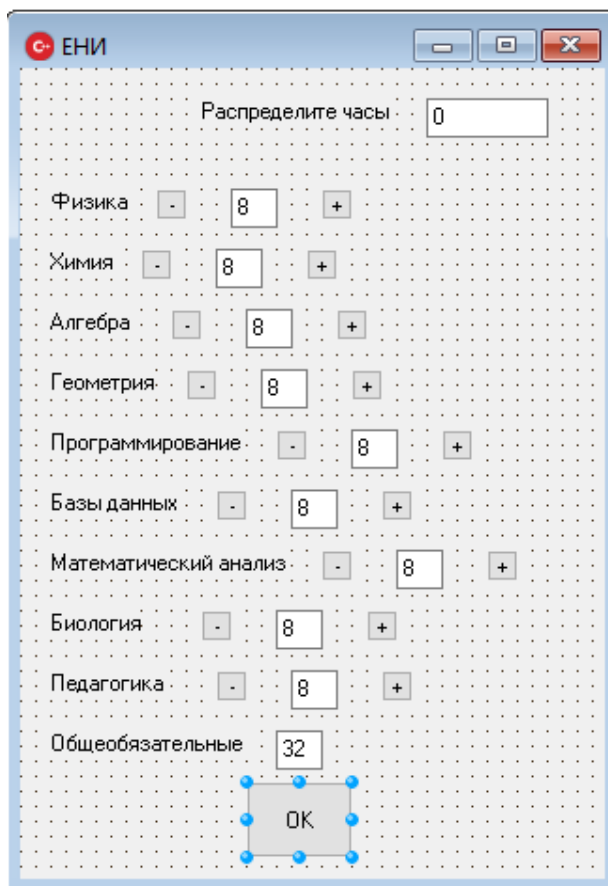 ЕНИ
Распределите часы 0
Физика - 8 +
Химия - 8 +
Алгебра - 8 +
Геометрия - 8 +
Программирование - 8 +
Базы данных - 8 +
Математический анализ - 8 +
Биология - 8 +
Педагогика - 8 +
Общеобязательные 32
OK